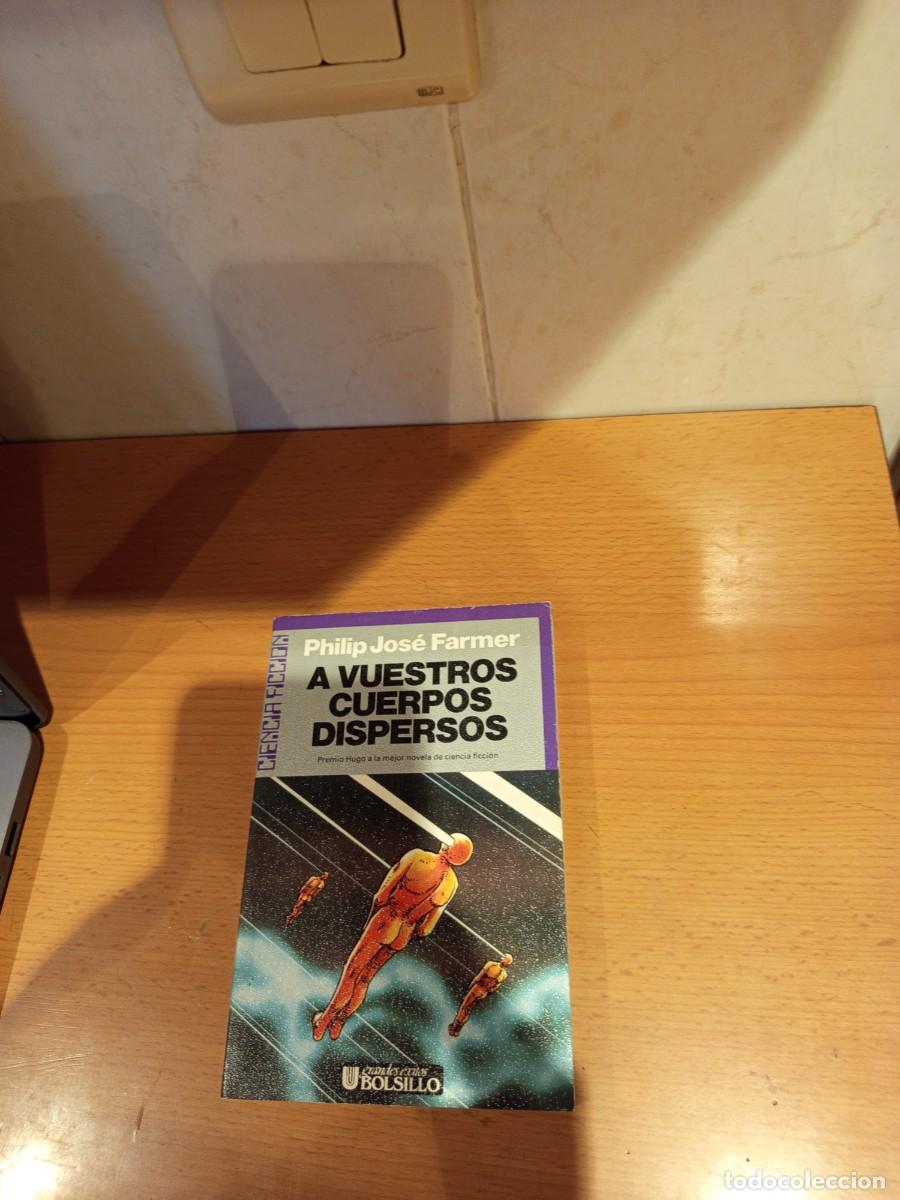 CIENCIA FICCION
Philip José Farmer
A VUESTROS
CUERPOS
DISPERSOS
Premio Hugo a la mejor novela de ciencia ficción
grandes éxitos
BOLSILLO
todocoleccion